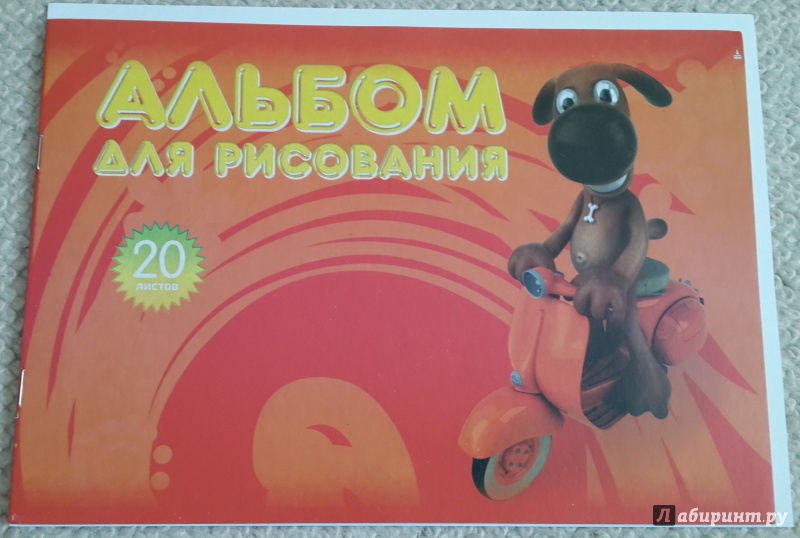 АЛЬБОМ
ДЛЯ РИСОВАНИЯ
20
ЛИСТОВ
Лабиринт.ру